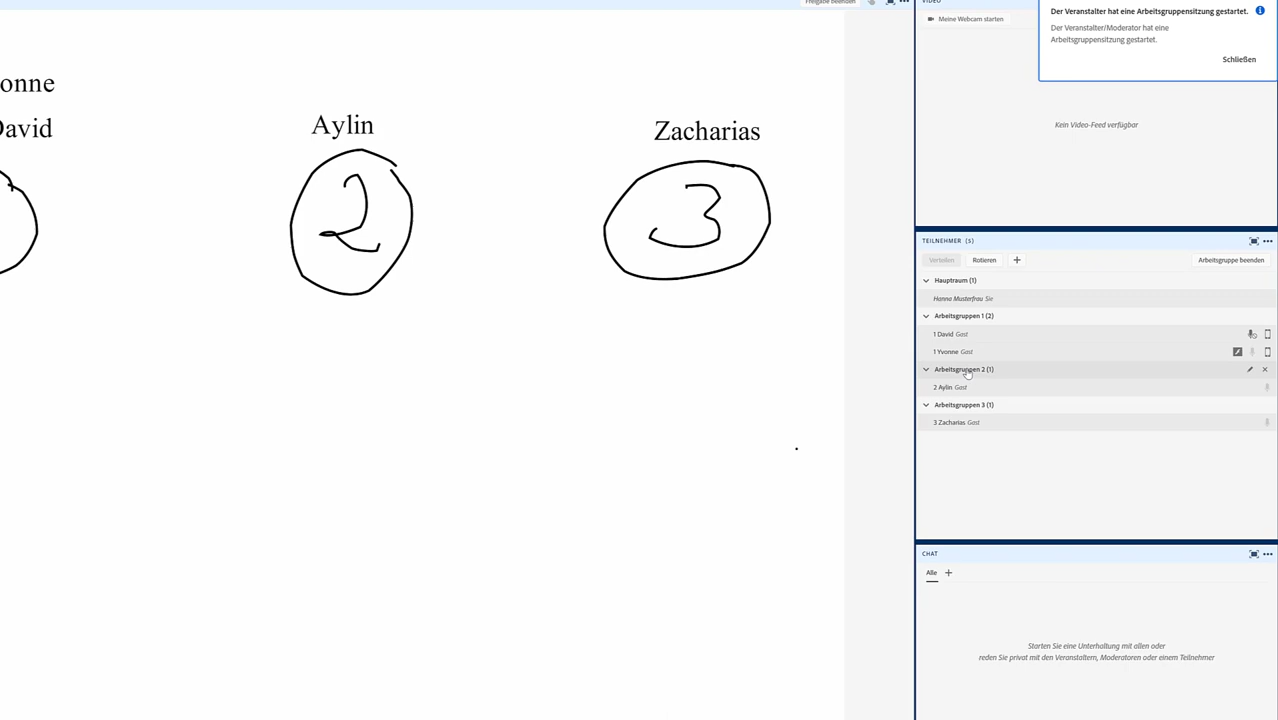 Freigabe beenden
onne
David
Aylin
Zacharias
2
3
VIDEO
Meine Webcam starten
Der Veranstalter hat eine Arbeitsgruppensitzung gestartet.
Der Veranstalter/Moderator hat eine
Arbeitsgruppensitzung gestartet.
Schließen
Kein Video-Feed verfügbar
TEILNEHMER (5)
Verteilen Rotieren Arbeitsgruppe beenden
Hauptraum (1)
Hanna Musterfrau Sie
Arbeitsgruppen 1 (2)
1 David Gast
1 Yvonne Gast
Arbeitsgruppen 2 (1)
2 Aylin Gast
Arbeitsgruppen 3 (1)
3 Zacharias Gast
CHAT
Alle
Starten Sie eine Unterhaltung mit allen oder
reden Sie privat mit den Veranstaltern, Moderatoren oder einem Teilnehmer